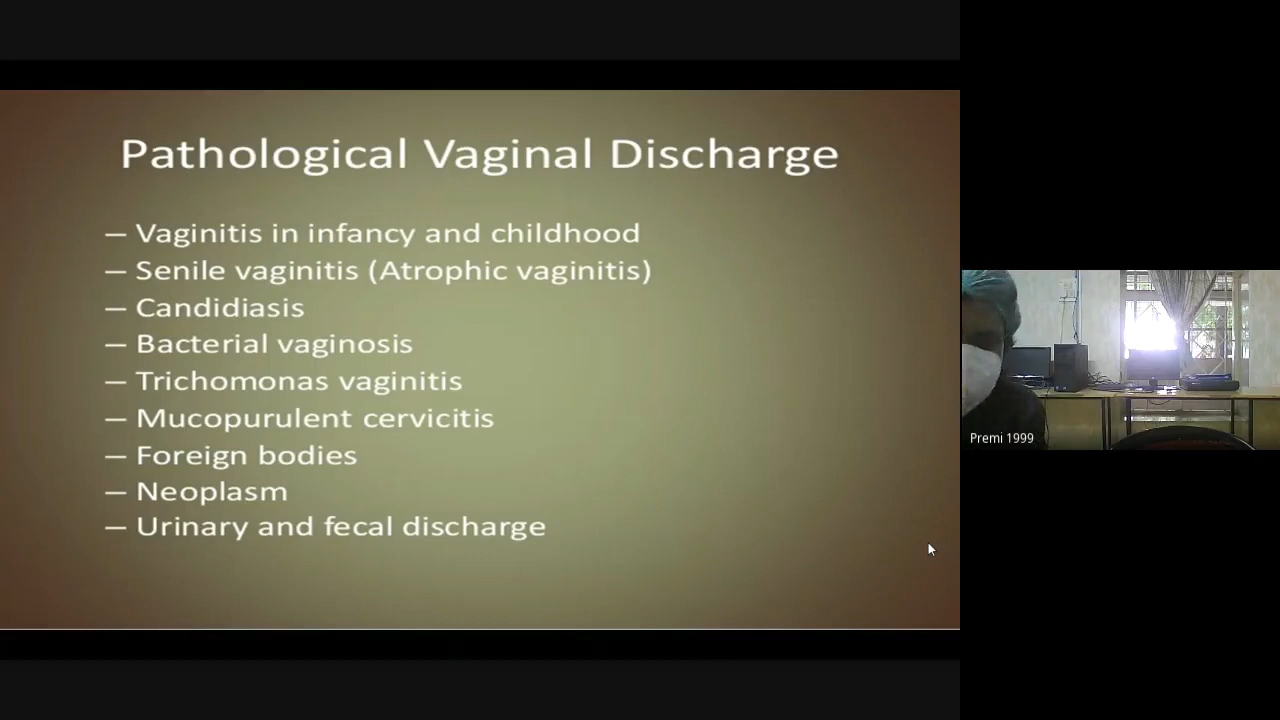 Pathological Vaginal Discharge
– Vaginitis in infancy and childhood
– Senile vaginitis (Atrophic vaginitis)
– Candidiasis
– Bacterial vaginosis
– Trichomonas vaginitis
– Mucopurulent cervicitis
– Foreign bodies
– Neoplasm
– Urinary and fecal discharge
Premi 1999